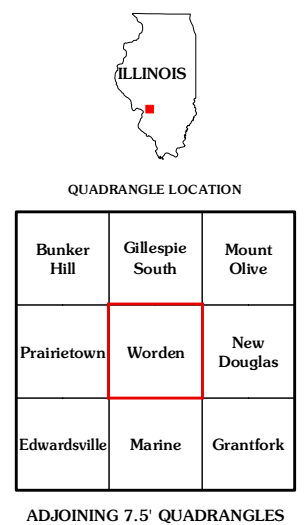 ILLINOIS
QUADRANGLE LOCATION
Bunker
Hill
Gillespie
South
Mount
Olive
Prairietown
Worden
New
Douglas
Edwardsville
Marine
Grantfork
ADJOINING 7.5' QUADRANGLES